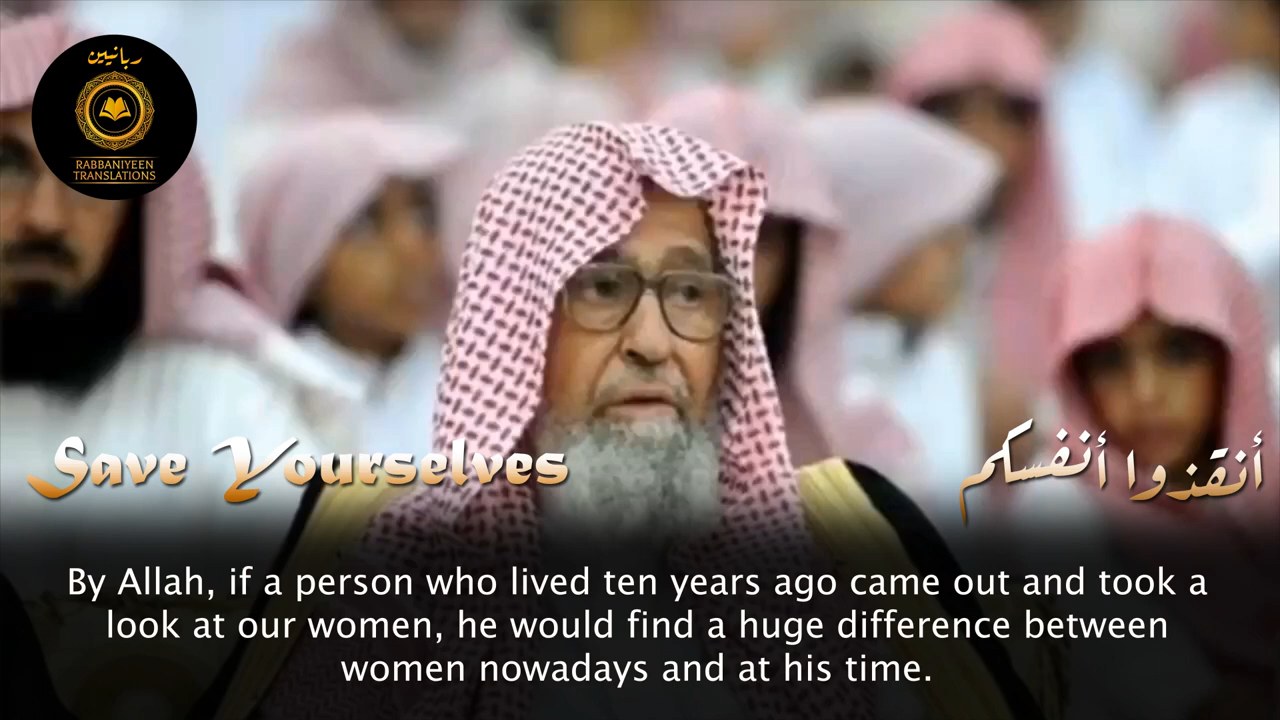 ربانيين
RABBANIYEEN
TRANSLATIONS
Save Yourselves
أنقذوا أنفسكم
By Allah, if a person who lived ten years ago came out and took a
look at our women, he would find a huge difference between
women nowadays and at his time.